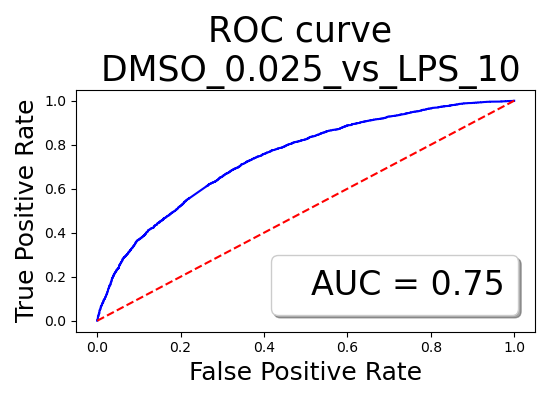 ROC curve
DMSO_0.025_vs_LPS_10
True Positive Rate
1.0
0.8
0.6
0.4
0.2
0.0
AUC = 0.75
0.0 0.2 0.4 0.6 0.8 1.0
False Positive Rate